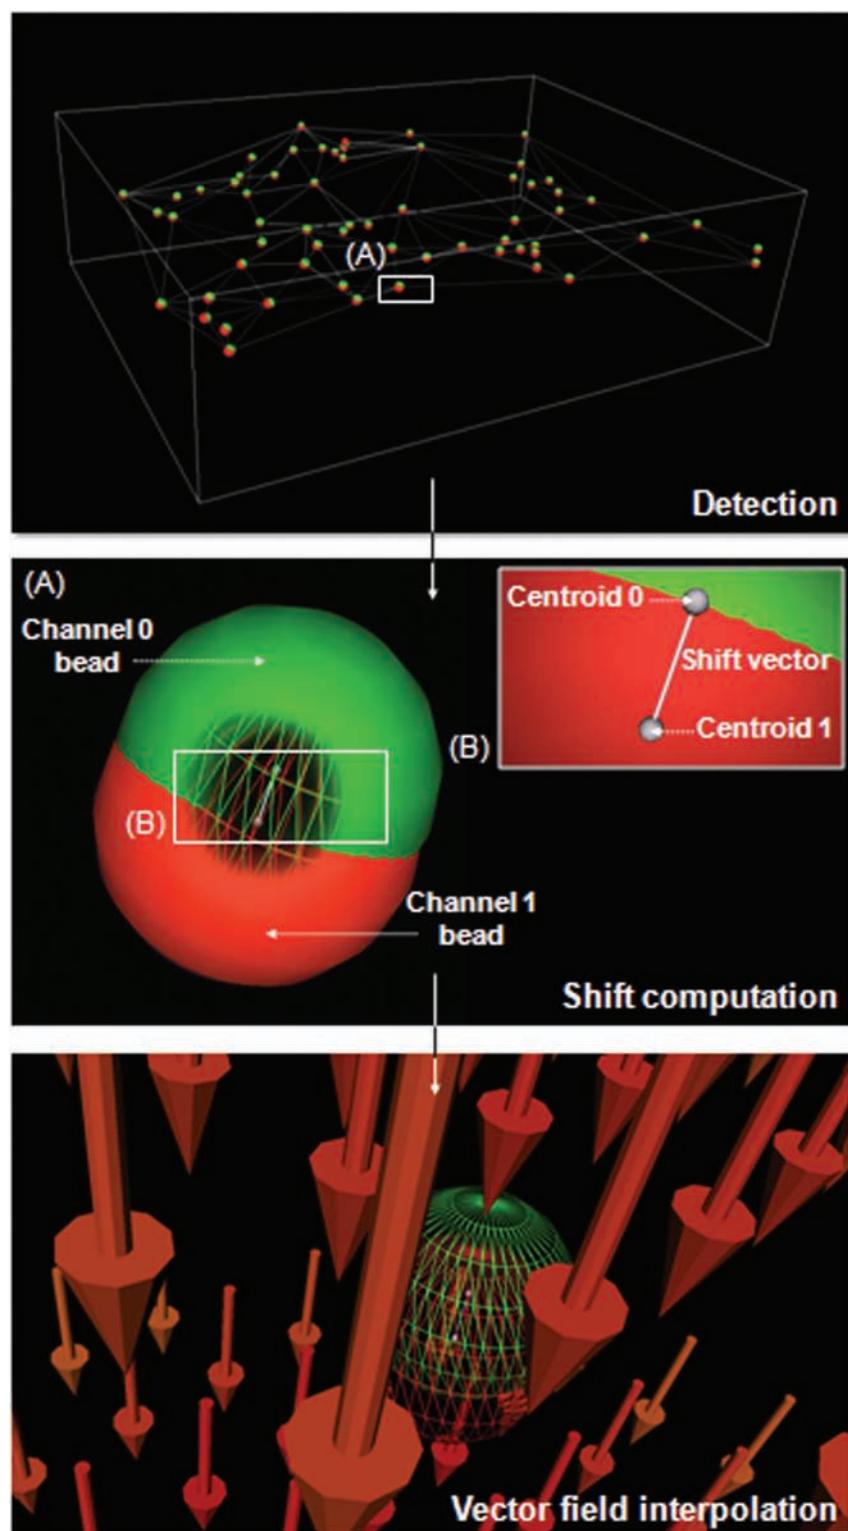 (A)
Detection
(A)
Channel 0
bead
(B)
Centroid 0
Shift vector
Centroid 1
(B)
Channel 1
bead
Shift computation
Vector field interpolation